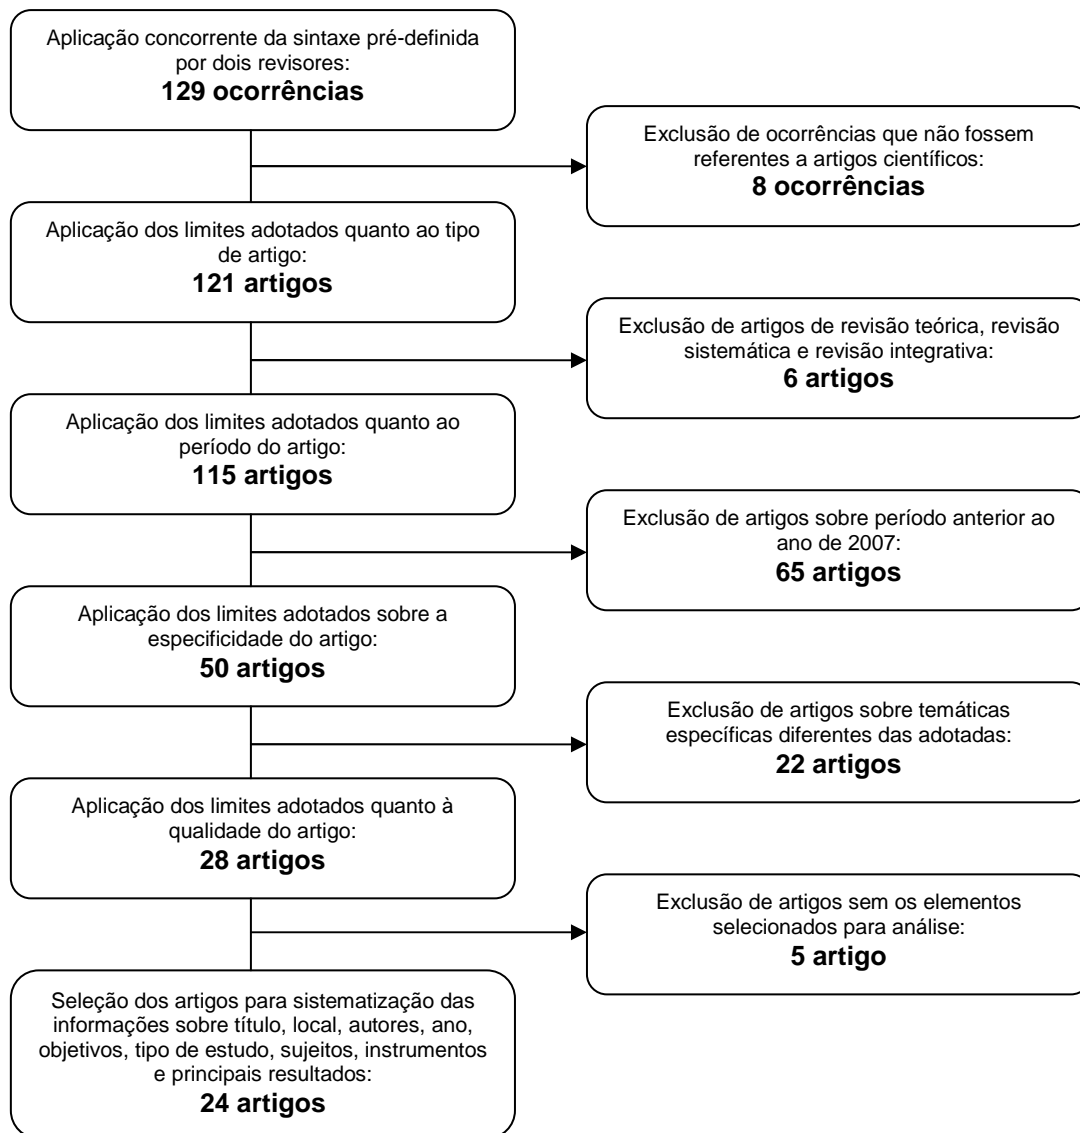 Aplicação concorrente da sintaxe pré-definida
por dois revisores:
129 ocorrências
Exclusão de ocorrências que não fossem
referentes a artigos científicos:
8 ocorrências
Aplicação dos limites adotados quanto ao tipo
de artigo:
121 artigos
Exclusão de artigos de revisão teórica, revisão
sistemática e revisão integrativa:
6 artigos
Aplicação dos limites adotados quanto ao
período do artigo:
115 artigos
Exclusão de artigos sobre período anterior ao
ano de 2007:
65 artigos
Aplicação dos limites adotados sobre a
especificidade do artigo:
50 artigos
Exclusão de artigos sobre temáticas
específicas diferentes das adotadas:
22 artigos
Aplicação dos limites adotados quanto à
qualidade do artigo:
28 artigos
Exclusão de artigos sem os elementos
selecionados para análise:
5 artigo
Seleção dos artigos para sistematização das
informações sobre título, local, autores, ano,
objetivos, tipo de estudo, sujeitos, instrumentos
e principais resultados:
24 artigos